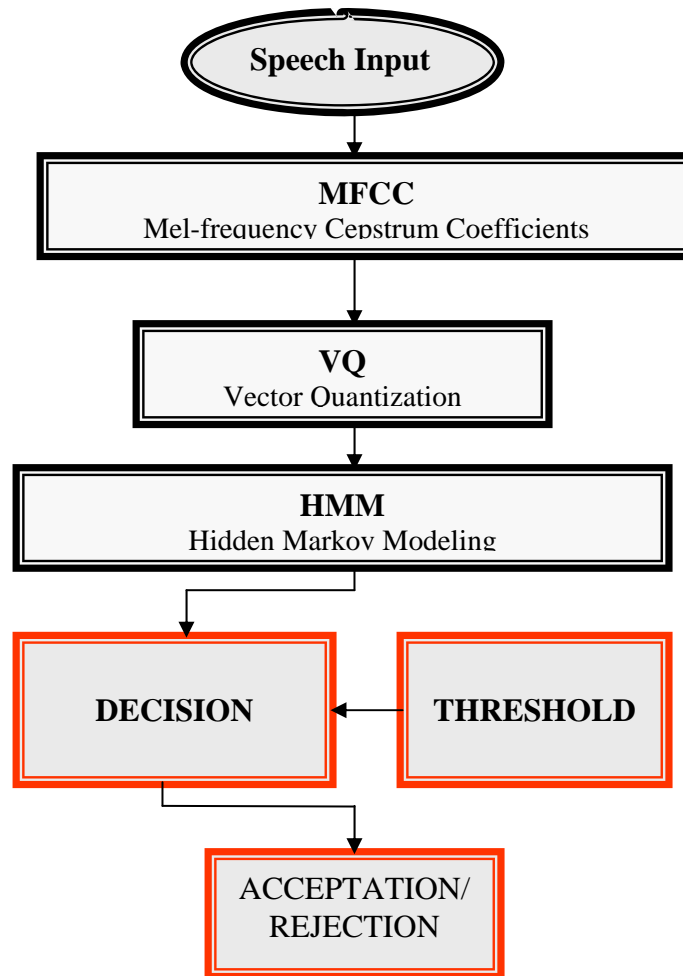 Speech Input
MFCC
Mel-frequency Cepstrum Coefficients
VQ
Vector Quantization
HMM
Hidden Markov Modeling
DECISION
THRESHOLD
ACCEPTATION/
REJECTION